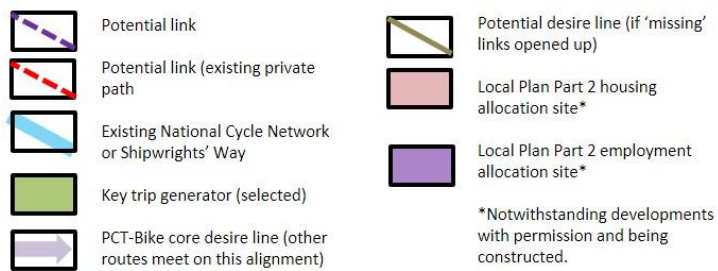 Potential link
Potential link (existing private
path
Existing National Cycle Network
or Shipwrights’ Way
Key trip generator (selected)
PCT-Bike core desire line (other
routes meet on this alignment)
Potential desire line (if ‘missing’
links opened up)
Local Plan Part 2 housing
allocation site*
Local Plan Part 2 employment
allocation site*
*Notwithstanding developments
with permission and being
constructed.